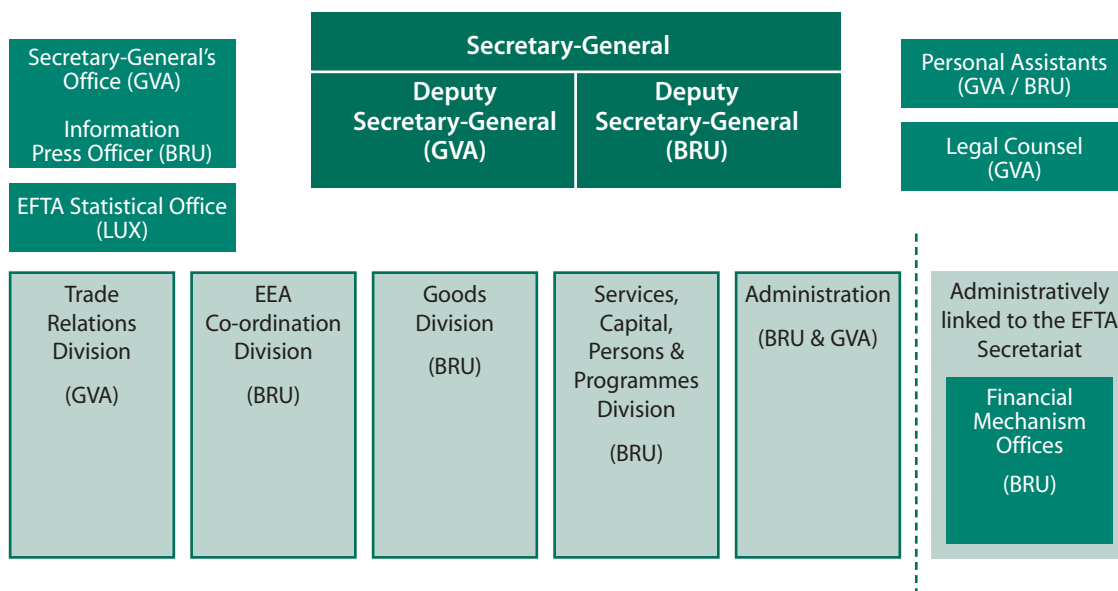 Secretary-General's
Office (GVA)
Information
Press Officer (BRU)
EFTA Statistical Office
(LUX)
Secretary-General
Deputy
Secretary-General
(GVA)
Deputy
Secretary-General
(BRU)
Personal Assistants
(GVA / BRU)
Legal Counsel
(GVA)
Trade
Relations
Division
(GVA)
EEA
Co-ordination
Division
(BRU)
Goods
Division
(BRU)
Services,
Capital,
Persons &
Programmes
Division
(BRU)
Administration
(BRU & GVA)
Administratively
linked to the EFTA
Secretariat
Financial
Mechanism
Offices
(BRU)